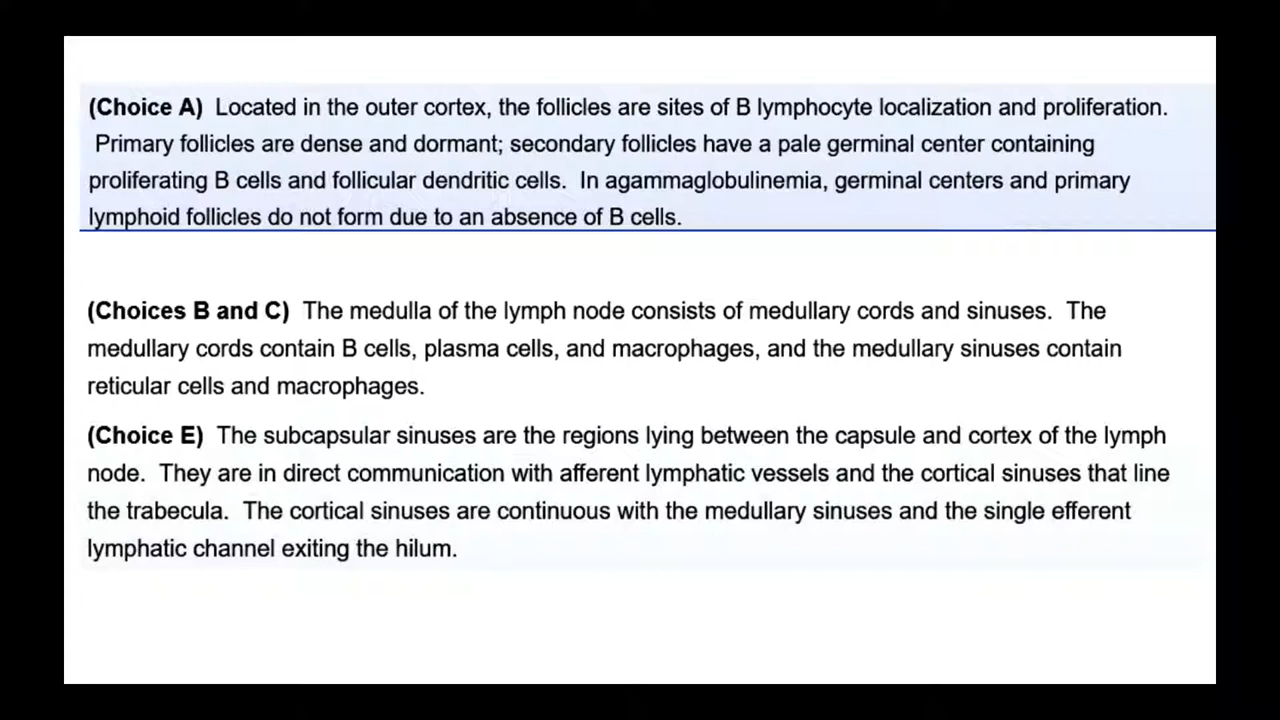 (Choice A) Located in the outer cortex, the follicles are sites of B lymphocyte localization and proliferation.
Primary follicles are dense and dormant; secondary follicles have a pale germinal center containing
proliferating B cells and follicular dendritic cells. In agammaglobulinemia, germinal centers and primary
lymphoid follicles do not form due to an absence of B cells.
(Choices B and C) The medulla of the lymph node consists of medullary cords and sinuses. The
medullary cords contain B cells, plasma cells, and macrophages, and the medullary sinuses contain
reticular cells and macrophages.
(Choice E) The subcapsular sinuses are the regions lying between the capsule and cortex of the lymph
node. They are in direct communication with afferent lymphatic vessels and the cortical sinuses that line
the trabecula. The cortical sinuses are continuous with the medullary sinuses and the single efferent
lymphatic channel exiting the hilum.